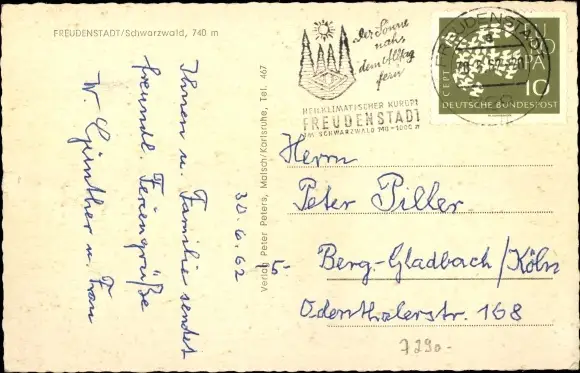 FREUDENSTADT/Schwarzwald, 740 m
Ihnen u. Familie sendet
freundl. Feriengrüße
W. Günther u. Frau
30.6.62
Verlag Peter Peters, Malsch/Karlsruhe, Tel. 467
Der Sonne
nah
dem Alltag
fern
HEILKLIMATISCHER KURORT
FREUDENSTADT
IM SCHWARZWALD 740-1000 m
FREUDENSTADT
EUROPA
CEPT
10
DEUTSCHE BUNDESPOST
Herrn
Peter Piller
5-
Berg.-Gladbach/Köln
Odenthalerstr. 168
7290-